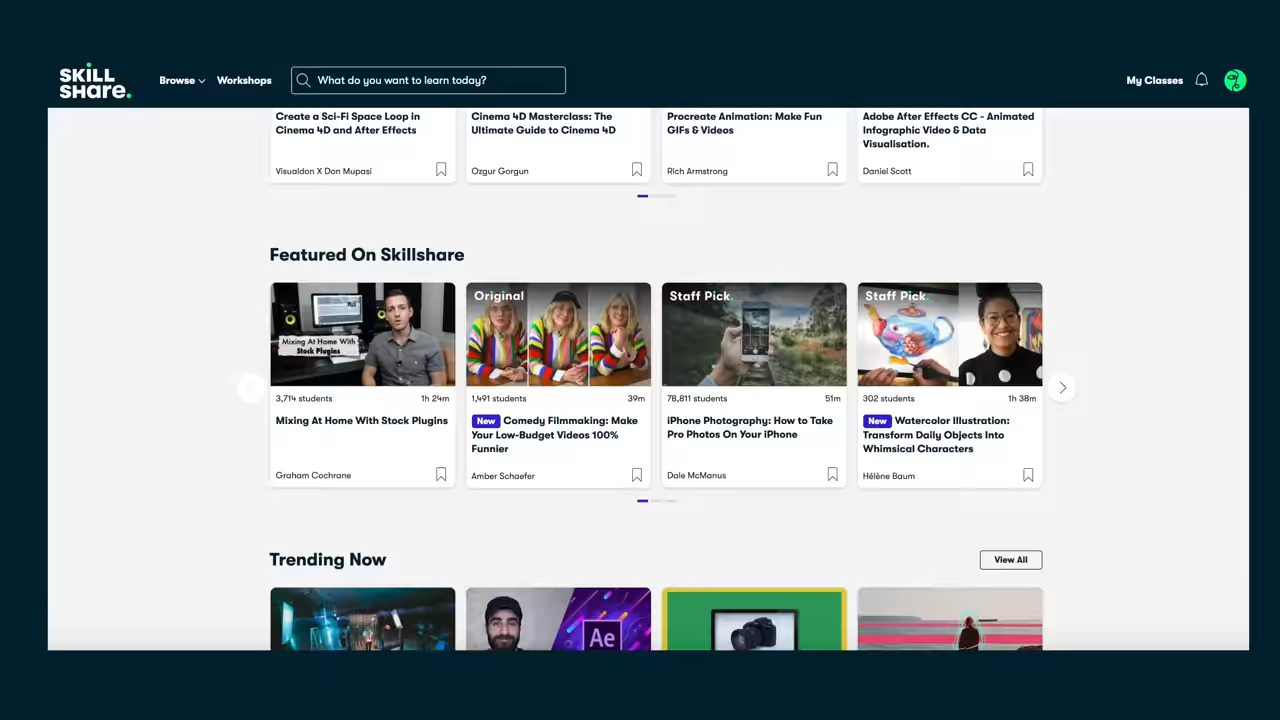 SKILL
SHare.
Browse
Workshops
What do you want to learn today?
My Classes
Create a Sci-Fi Space Loop in
Cinema 4D and After Effects
Visualdon X Don Mupasi
Cinema 4D Masterclass: The
Ultimate Guide to Cinema 4D
Ozgur Gorgun
Procreate Animation: Make Fun
GIFs & Videos
Rich Armstrong
Adobe After Effects CC - Animated
Infographic Video & Data
Visualisation.
Daniel Scott
Featured On Skillshare
Mixing At Home With
Stock Plugins
3,714 students
1h 24m
Mixing At Home With Stock Plugins
Graham Cochrane
Original
1,491 students
39m
New Comedy Filmmaking: Make
Your Low-Budget Videos 100%
Funnier
Amber Schaefer
Staff Pick.
78,811 students
51m
iPhone Photography: How to Take
Pro Photos On Your iPhone
Dale McManus
Staff Pick.
302 students
1h 38m
New Watercolor Illustration:
Transform Daily Objects Into
Whimsical Characters
Hélène Baum
Trending Now
View All
Ae